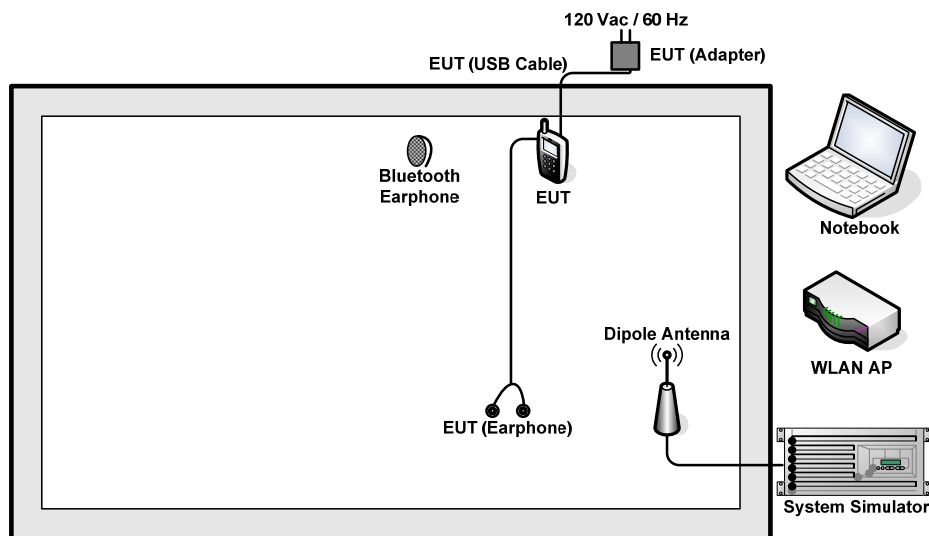 120 Vac / 60 Hz
EUT (Adapter)
EUT (USB Cable)
Bluetooth
Earphone
EUT
Notebook
Dipole Antenna
WLAN AP
EUT (Earphone)
System Simulator